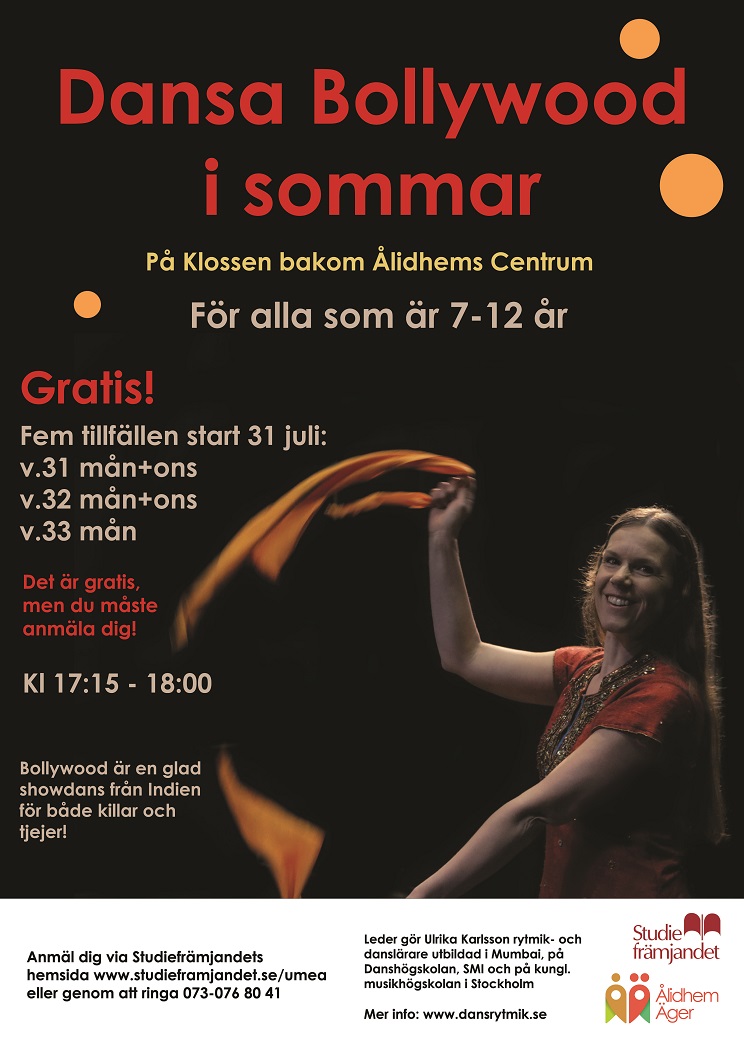 Dansa Bollywood
i sommar
På Klossen bakom Ålidhems Centrum
För alla som är 7-12 år
Gratis!
Fem tillfällen start 31 juli:
v.31 mån+ons
v.32 mån+ons
v.33 mån
Det är gratis,
men du måste
anmäla dig!
Kl 17:15 - 18:00
Bollywood är en glad
showdans från Indien
för både killar och
tjejer!
Anmäl dig via Studiefrämjandets
hemsida www.studieframjandet.se/umea
eller genom att ringa 073-076 80 41
Leder gör Ulrika Karlsson rytmik- och
danslärare utbildad i Mumbai, på
Danshögskolan, SMI och på kungl.
musikhögskolan i Stockholm
Mer info: www.dansrytmik.se
Studie
främjandet
Ålidhem
Äger